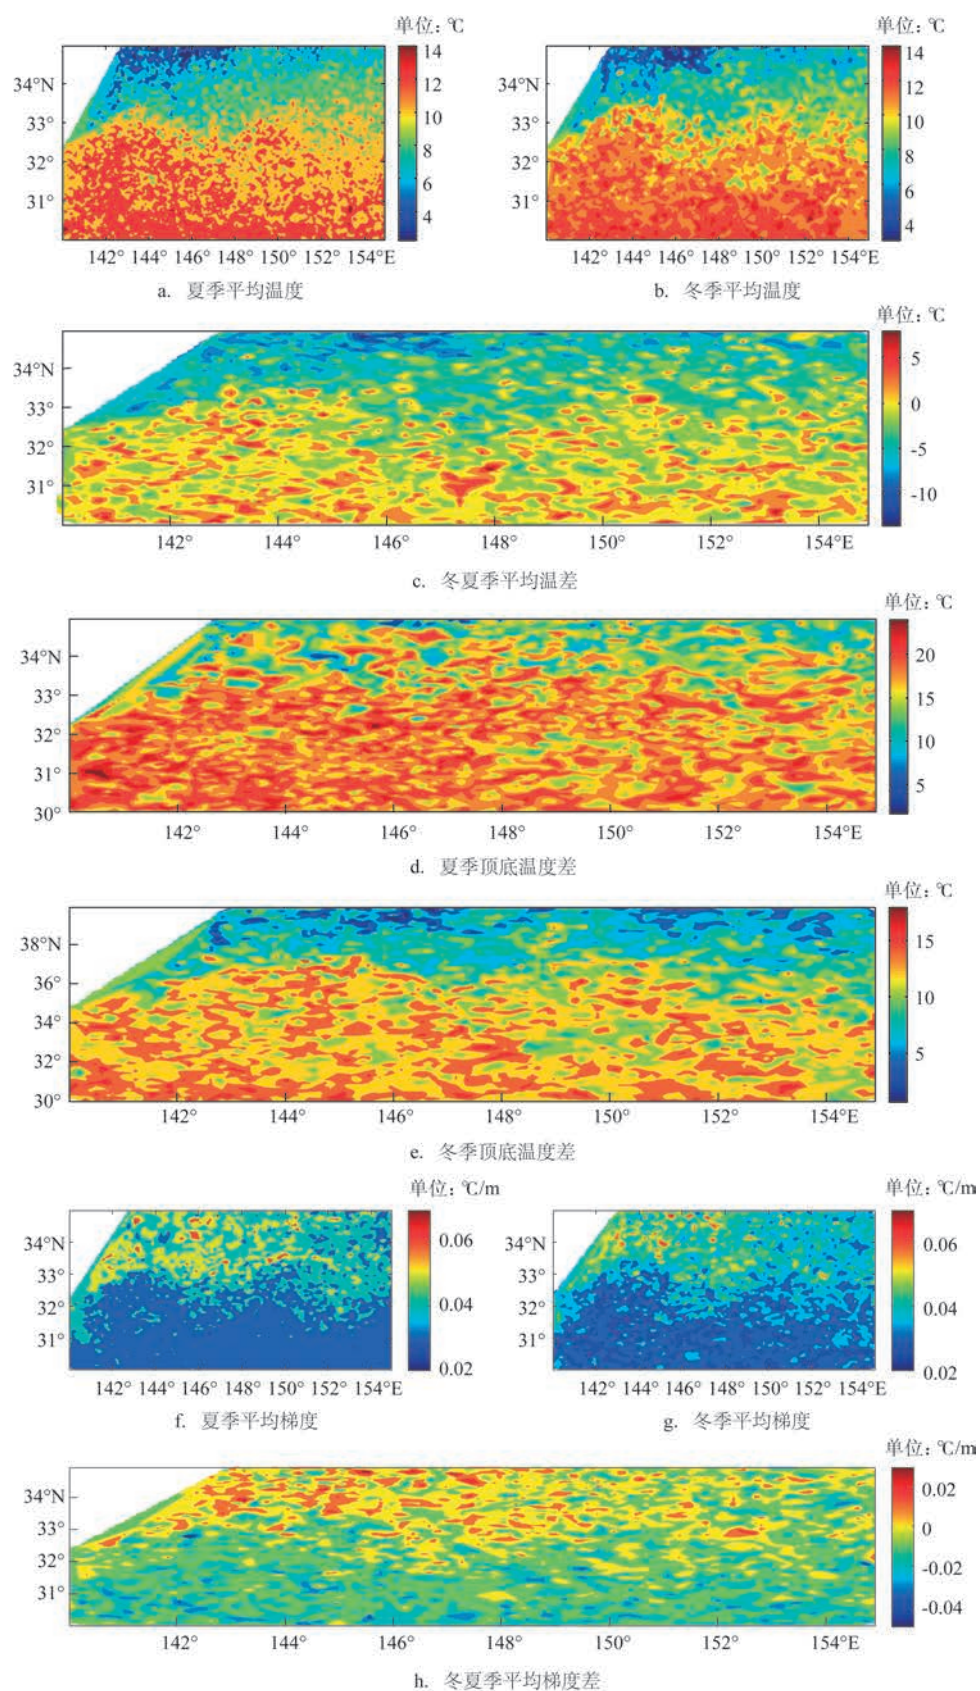 单位：℃ 单位：℃
14 14
34°N 12 34°N 12
33° 10 33° 10
32° 8 32° 8
31° 6 31° 6
4 4
142° 144° 146° 148° 150° 152° 154°E 142° 144° 146° 148° 150° 152° 154°E
a. 夏季平均温度 b. 冬季平均温度
单位：℃
34°N 5
33° 0
32° -5
31° -10
142° 144° 146° 148° 150° 152° 154°E
c. 冬夏季平均温差
单位：℃
34°N 20
33° 15
32° 10
31° 5
30°
142° 144° 146° 148° 150° 152° 154°E
d. 夏季顶底温度差
单位：℃
38°N 15
36° 10
34°
32° 5
30°
142° 144° 146° 148° 150° 152° 154°E
e. 冬季顶底温度差
单位：℃/m 单位：℃/m
34°N 0.06 34°N 0.06
33° 33°
32° 0.04 32° 0.04
31° 31°
0.02 0.02
142° 144° 146° 148° 150° 152° 154°E 142° 144° 146° 148° 150° 152° 154°E
f. 夏季平均梯度 g. 冬季平均梯度
单位：℃/m
34°N 0.02
33° 0
32° -0.02
31° -0.04
142° 144° 146° 148° 150° 152° 154°E
h. 冬夏季平均梯度差